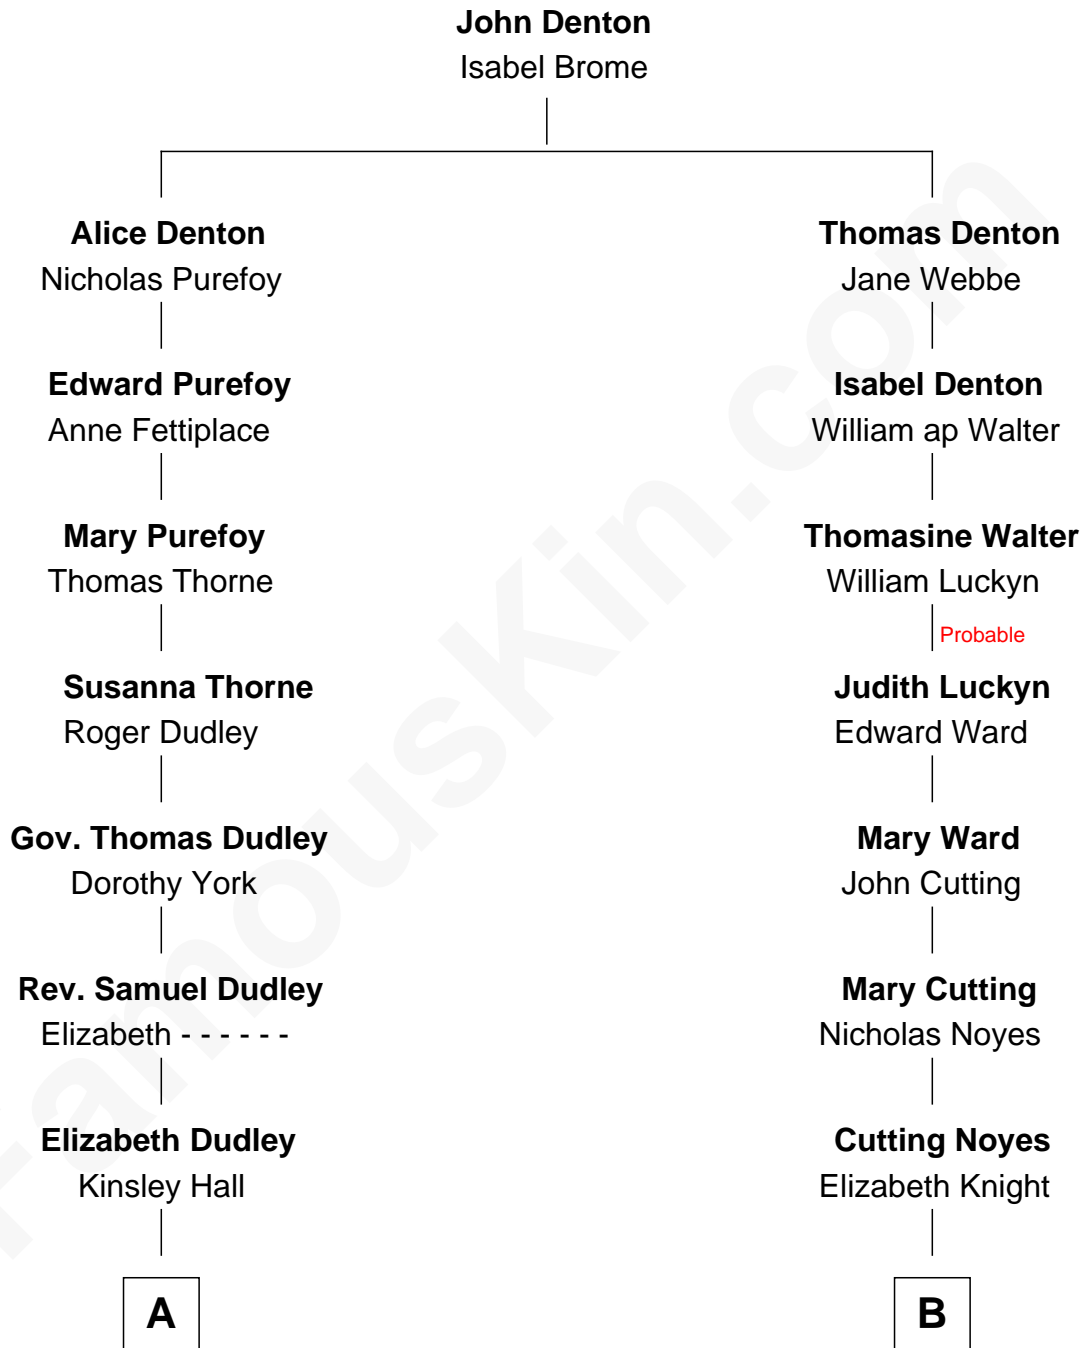 John Denton
Isabel Brome
Alice Denton
Nicholas Purefoy
Edward Purefoy
Anne Fettiplace
Mary Purefoy
Thomas Thorne
Susanna Thorne
Roger Dudley
Gov. Thomas Dudley
Dorothy York
Rev. Samuel Dudley
Elizabeth - - - - - -
Elizabeth Dudley
Kinsley Hall
A
Thomas Denton
Jane Webbe
Isabel Denton
William ap Walter
Thomasine Walter
William Luckyn
Probable
Judith Luckyn
Edward Ward
Mary Ward
John Cutting
Mary Cutting
Nicholas Noyes
Cutting Noyes
Elizabeth Knight
B
FamousKin.com